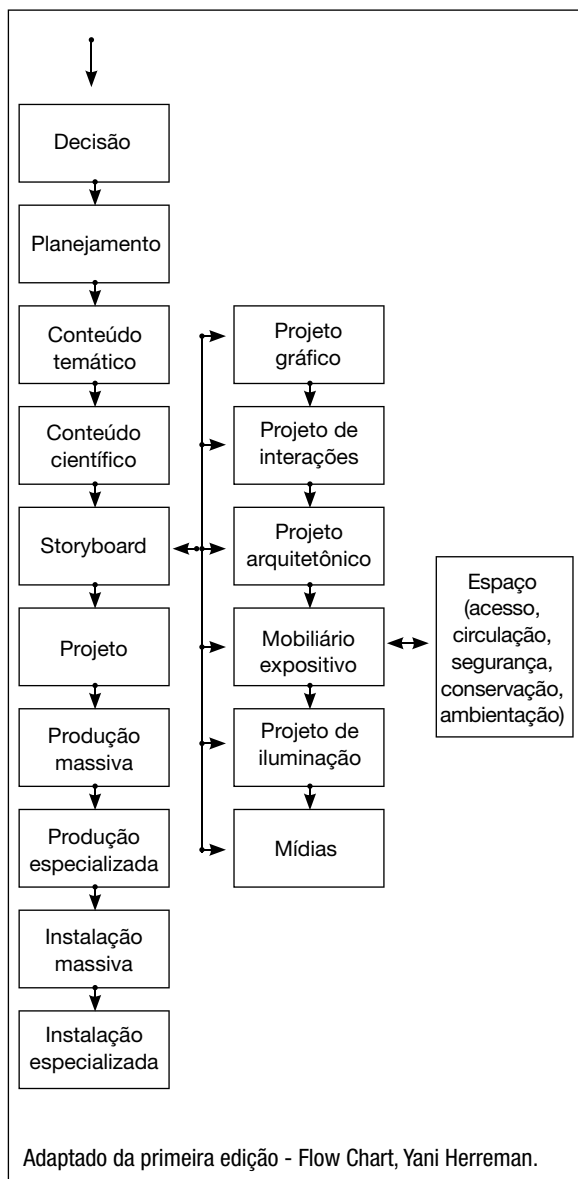 Decisão
Planejamento
Conteúdo
temático
Conteúdo
científico
Storyboard
Projeto
Produção
massiva
Produção
especializada
Instalação
massiva
Instalação
especializada
Projeto
gráfico
Projeto de
interações
Projeto
arquitetônico
Mobiliário
expositivo
Projeto de
iluminação
Mídias
Espaço
(acesso,
circulação,
segurança,
conservação,
ambientação)
Adaptado da primeira edição - Flow Chart, Yani Herreman.